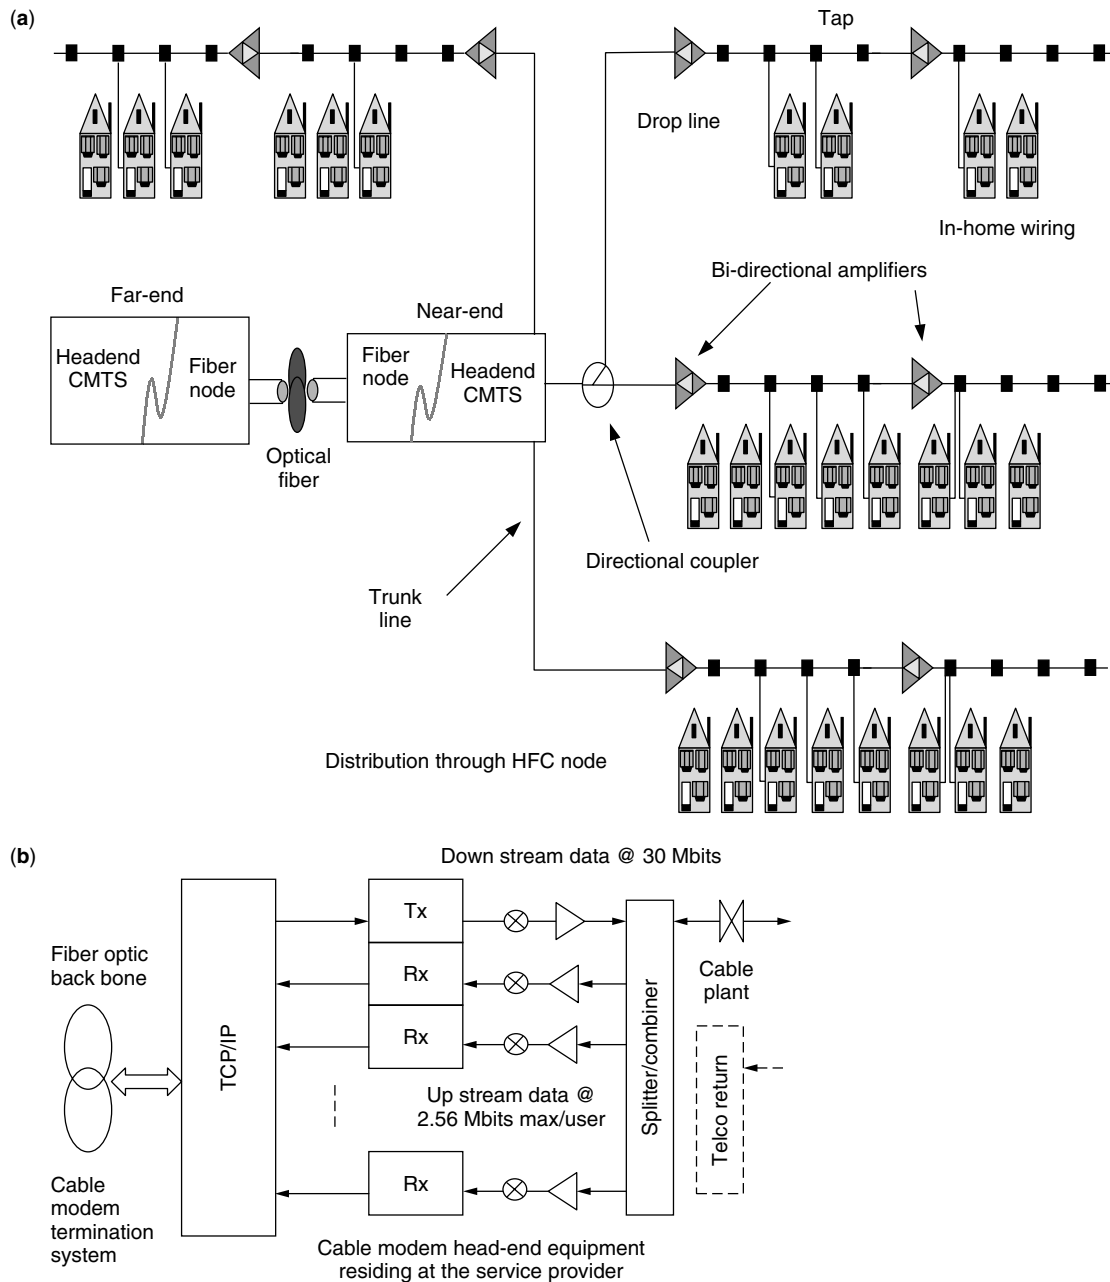 (a)
Tap
Drop line
In-home wiring
Bi-directional amplifiers
Far-end
Near-end
Headend
CMTS
Fiber
node
Fiber
node
Headend
CMTS
Optical
fiber
Directional coupler
Trunk
line
Distribution through HFC node
(b)
Down stream data @ 30 Mbits
Tx
Fiber optic
back bone
Rx
Cable
plant
Rx
TCP/IP
Splitter/combiner
Telco return
Up stream data @
2.56 Mbits max/user
Rx
Cable
modem
termination
system
Cable modem head-end equipment
residing at the service provider